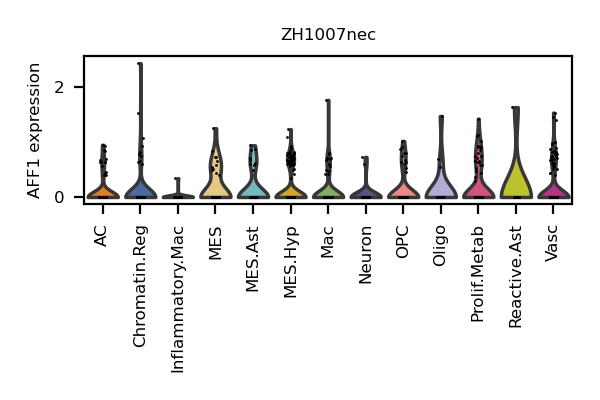 ZH1007nec
AFF1 expression
2
0
AC
Chromatin.Reg
Inflammatory.Mac
MES
MES.Ast
MES.Hyp
Mac
Neuron
OPC
Oligo
Prolif.Metab
Reactive.Ast
Vasc